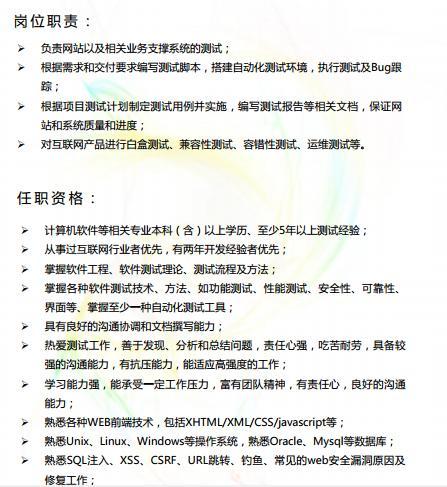 岗位职责：
➢ 负责网站以及相关业务支撑系统的测试；
➢ 根据需求和交付要求编写测试脚本，搭建自动化测试环境，执行测试及Bug跟
踪；
➢ 根据项目测试计划制定测试用例并实施，编写测试报告等相关文档，保证网
站和系统质量和进度；
➢ 对互联网产品进行白盒测试、兼容性测试、容错性测试、运维测试等。
任职资格：
➢ 计算机软件等相关专业本科（含）以上学历、至少5年以上测试经验；
➢ 从事过互联网行业者优先，有两年开发经验者优先；
➢ 掌握软件工程、软件测试理论、测试流程及方法；
➢ 掌握各种软件测试技术、方法、如功能测试、性能测试、安全性、可靠性、
界面等、掌握至少一种自动化测试工具；
➢ 具有良好的沟通协调和文档撰写能力；
➢ 热爱测试工作，善于发现、分析和总结问题，责任心强，吃苦耐劳，具备较
强的沟通能力，有抗压能力，能适应高强度的工作；
➢ 学习能力强，能承受一定工作压力，富有团队精神，有责任心，良好的沟通
能力；
➢ 熟悉各种WEB前端技术，包括XHTML/XML/CSS/javascript等；
➢ 熟悉Unix、Linux、Windows等操作系统，熟悉Oracle、Mysql等数据库；
➢ 熟悉SQL注入、XSS、CSRF、URL跳转、钓鱼、常见的web安全漏洞原因及
修复工作；